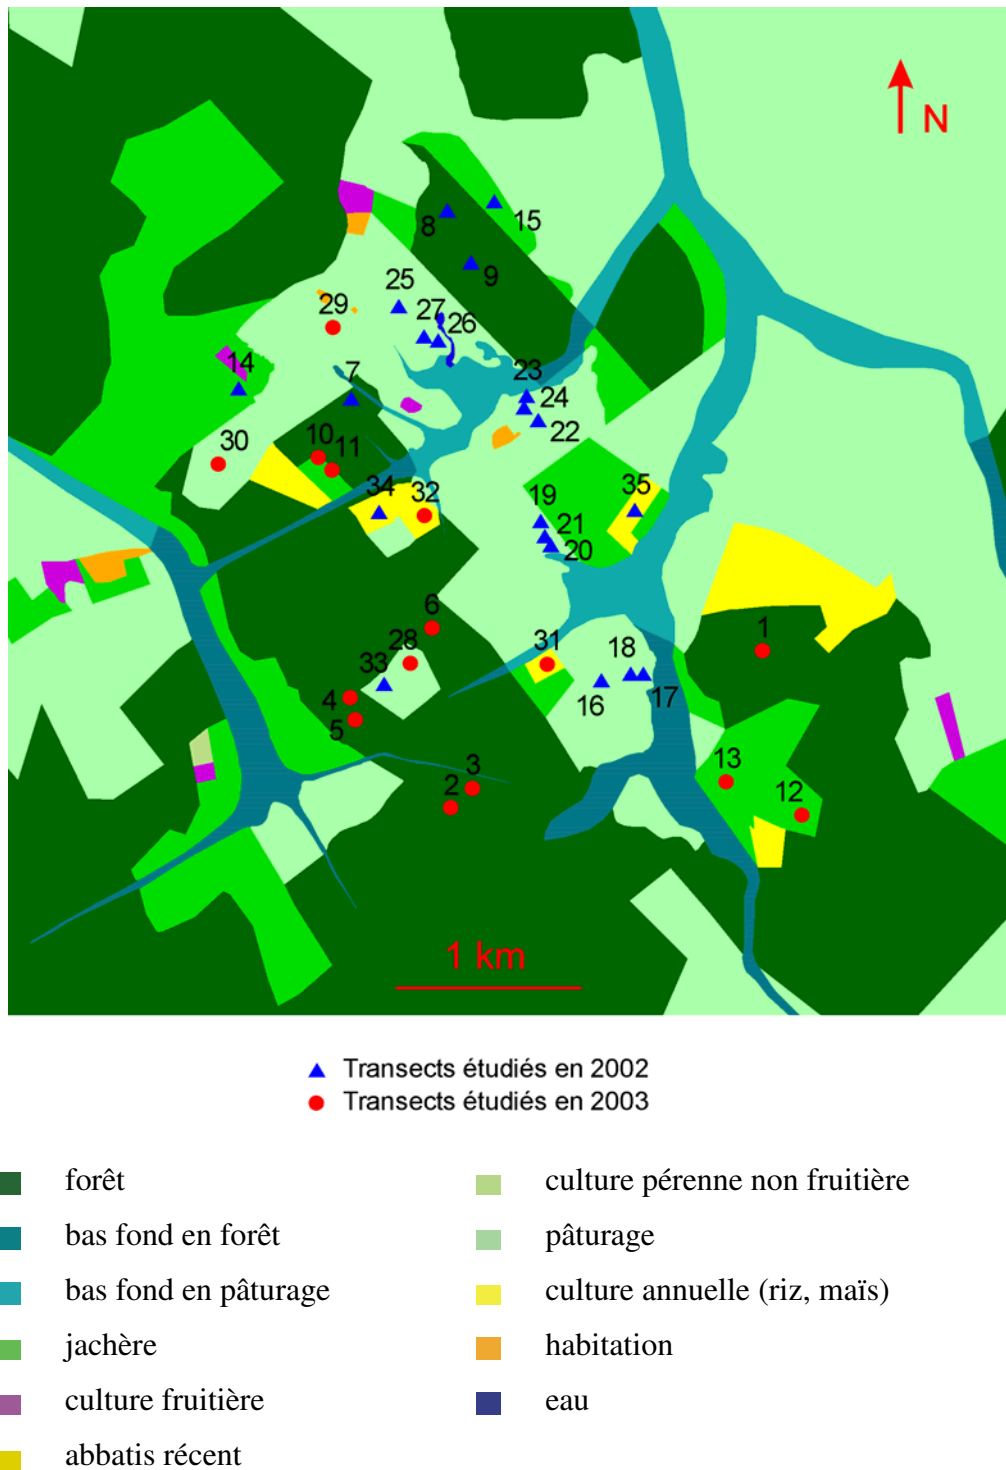 N
8
15
9
25
29
27
26
14
7
23
24
22
30
10
11
34
32
19
35
21
20
6
1
28
31
18
33
4
16
17
5
13
3
2
12
1 km
Transects étudiés en 2002
Transects étudiés en 2003
forêt
bas fond en forêt
bas fond en pâturage
jachère
culture fruitière
abbatis récent
culture pérenne non fruitière
pâturage
culture annuelle (riz, maïs)
habitation
eau